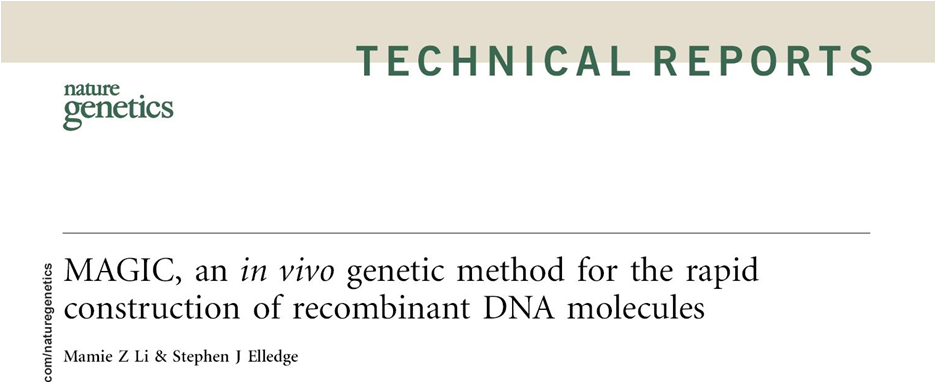 TECHNICAL REPORTS
nature
genetics
MAGIC, an in vivo genetic method for the rapid
construction of recombinant DNA molecules
Mamie Z Li & Stephen J Elledge
com/naturegenetics